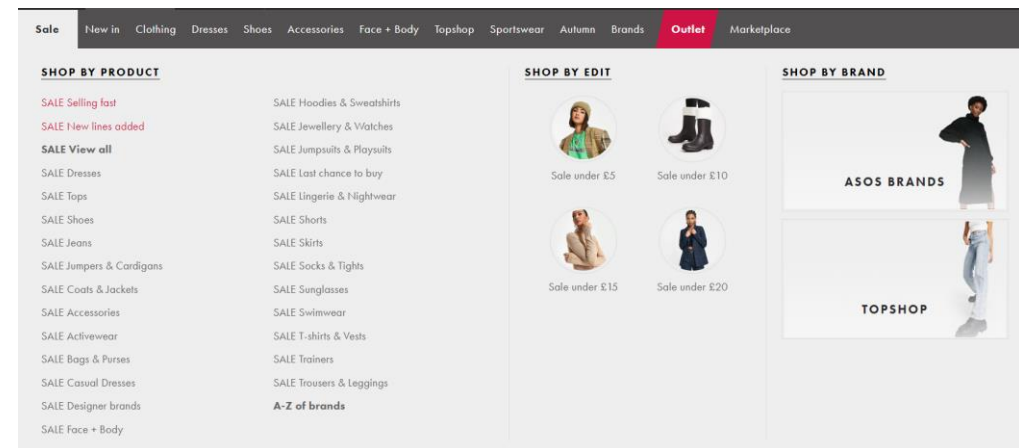 Sale New in Clothing Dresses Shoes Accessories Face + Body Topshop Sportswear Autumn Brands Outlet Marketplace
SHOP BY PRODUCT
SALE Selling fast
SALE New lines added
SALE View all
SALE Dresses
SALE Tops
SALE Shoes
SALE Jeans
SALE Jumpers & Cardigans
SALE Coats & Jackets
SALE Accessories
SALE Activewear
SALE Bags & Purses
SALE Casual Dresses
SALE Designer brands
SALE Face + Body
SALE Hoodies & Sweatshirts
SALE Jewellery & Watches
SALE Jumpsuits & Playsuits
SALE Last chance to buy
SALE Lingerie & Nightwear
SALE Shorts
SALE Skirts
SALE Socks & Tights
SALE Sunglasses
SALE Swimwear
SALE T-shirts & Vests
SALE Trainers
SALE Trousers & Leggings
A-Z of brands
SHOP BY EDIT
Sale under £5
Sale under £10
Sale under £15
Sale under £20
SHOP BY BRAND
ASOS BRANDS
TOPSHOP